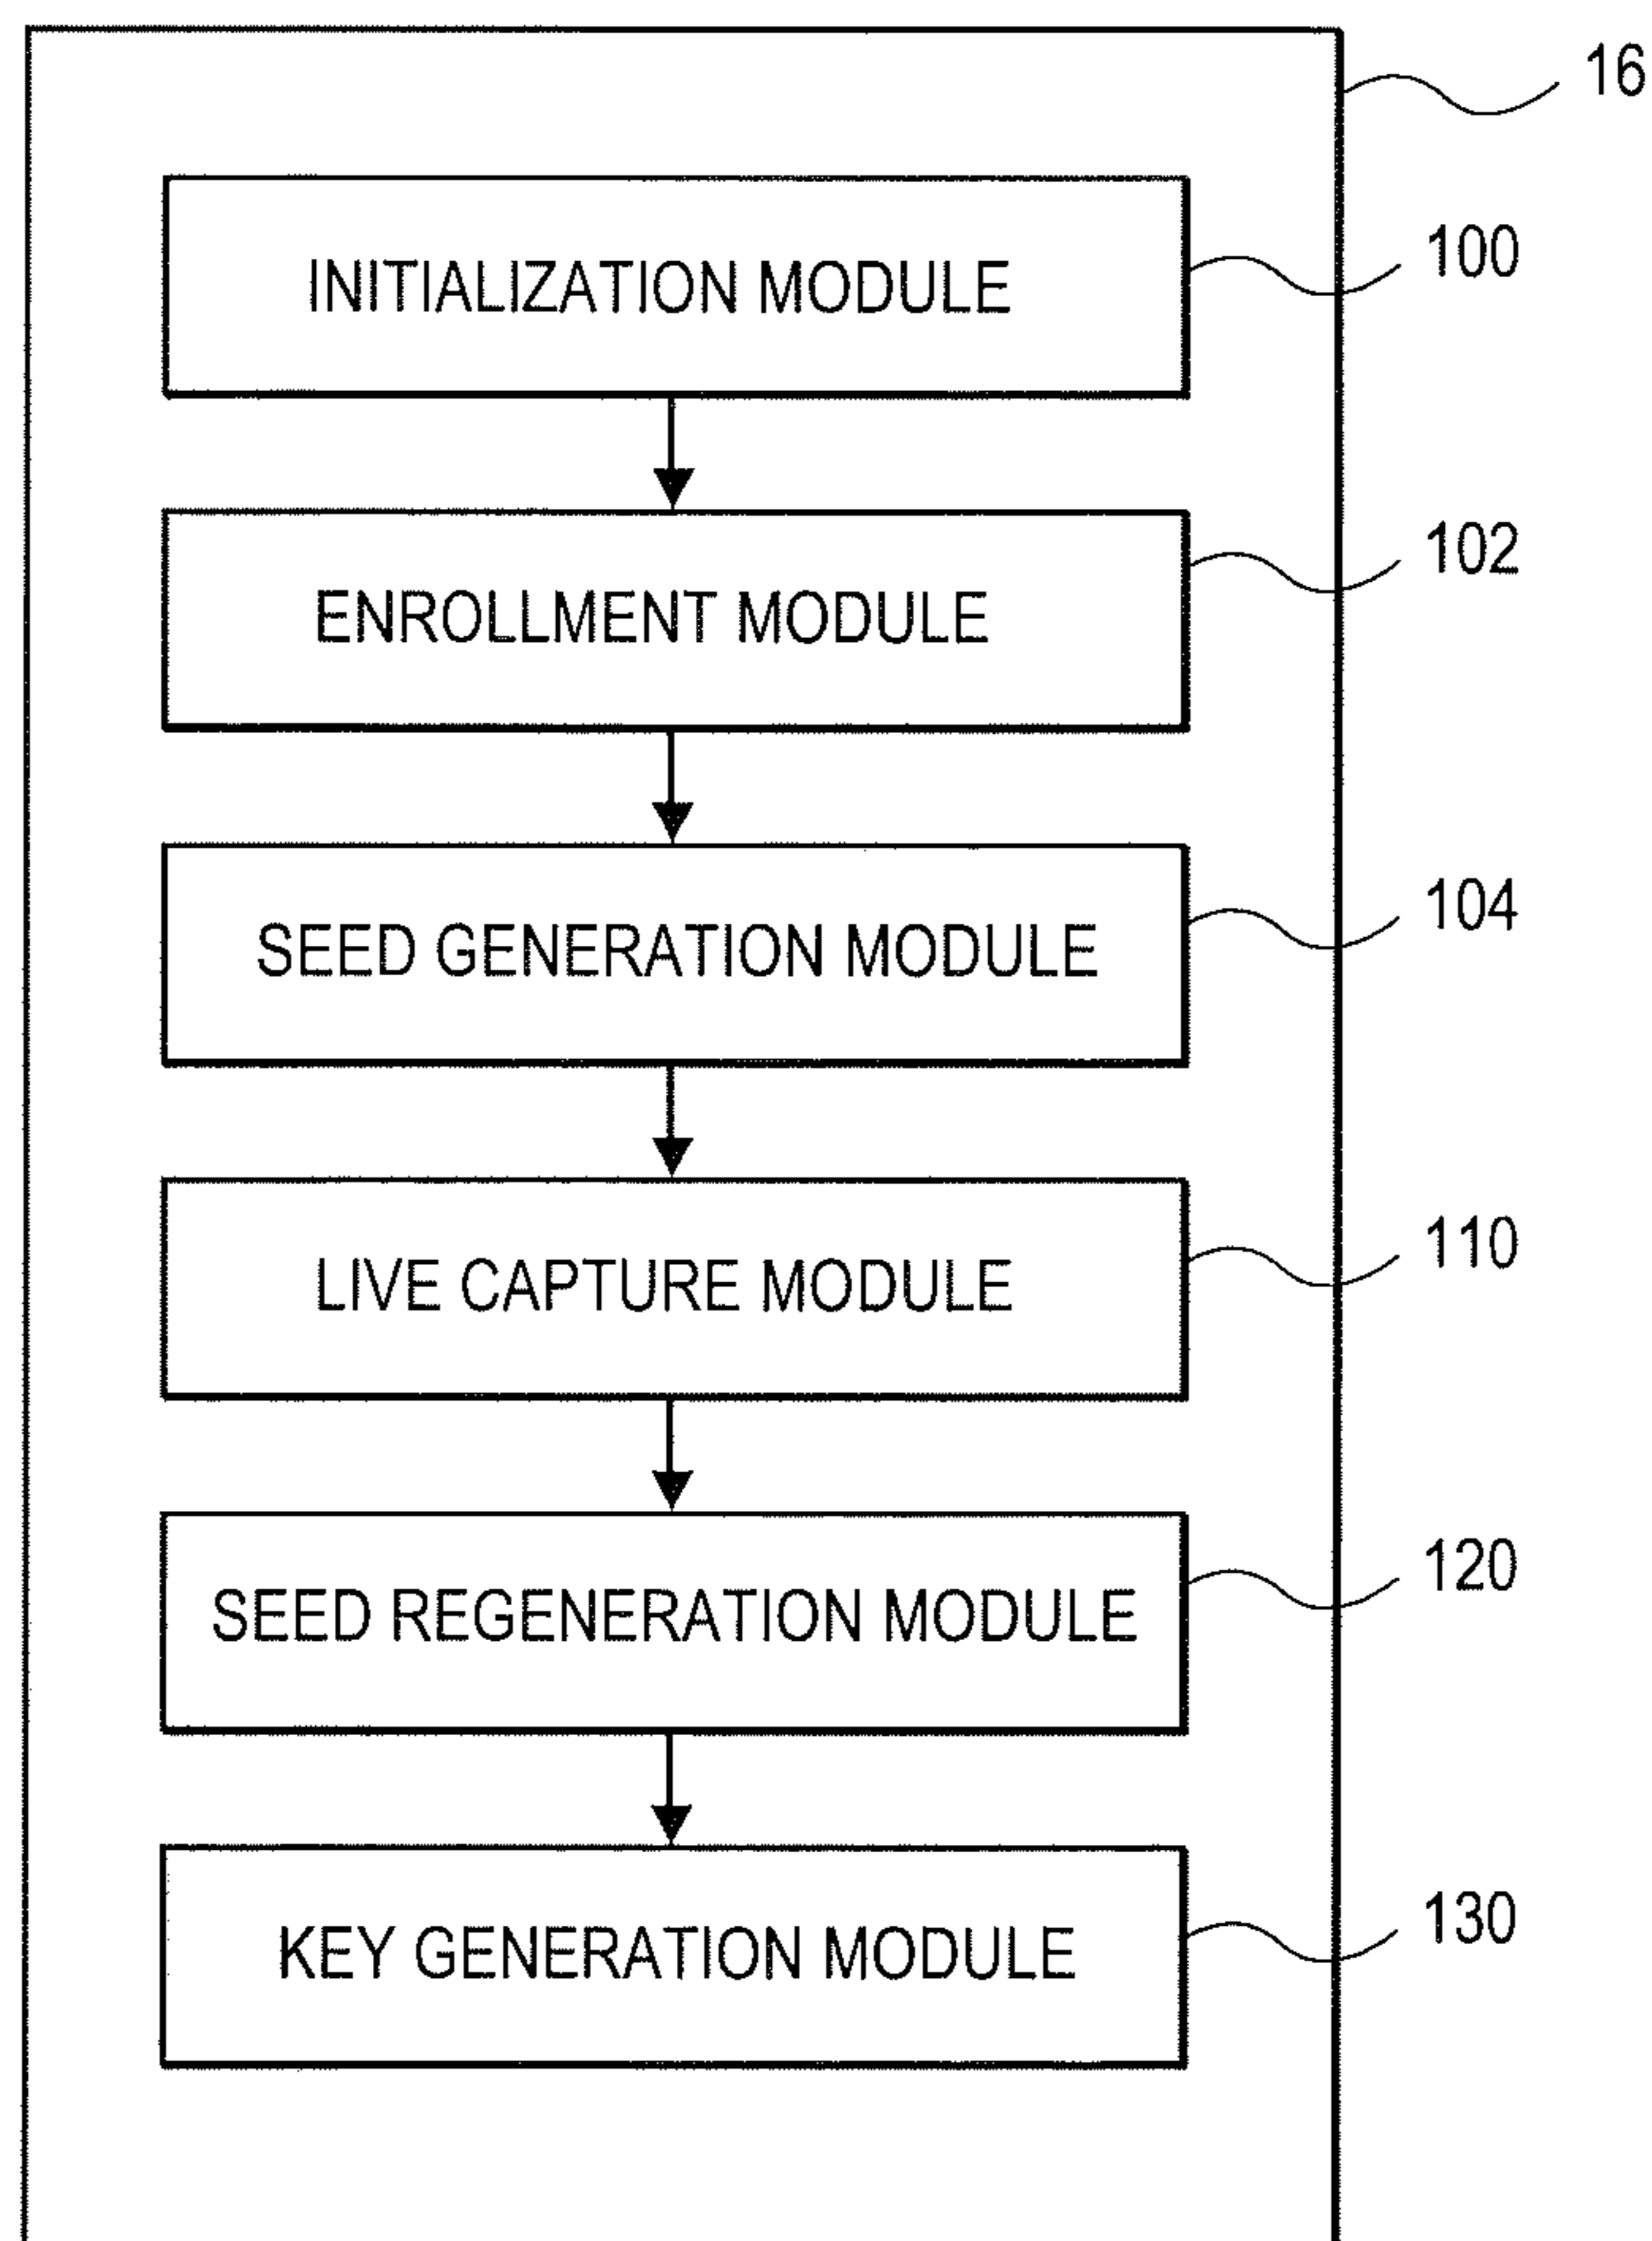 16
INITIALIZATION MODULE
100
ENROLLMENT MODULE
102
SEED GENERATION MODULE
104
LIVE CAPTURE MODULE
110
SEED REGENERATION MODULE
120
KEY GENERATION MODULE
130